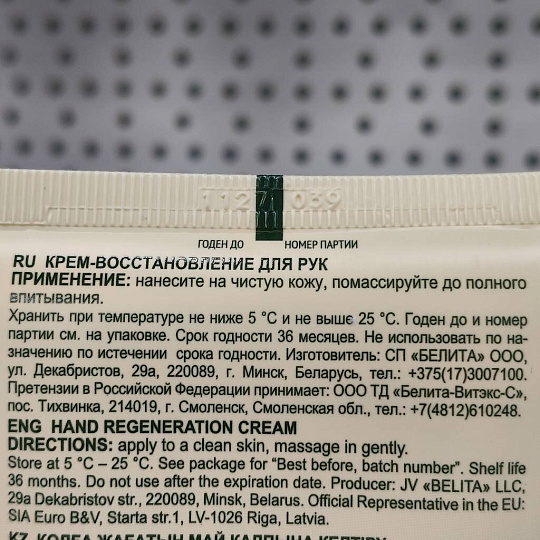 1127 039
ГОДЕН ДО НОМЕР ПАРТИИ
RU КРЕМ-ВОССТАНОВЛЕНИЕ ДЛЯ РУК
ПРИМЕНЕНИЕ: нанесите на чистую кожу, помассируйте до полного
впитывания.
Хранить при температуре не ниже 5 °С и не выше 25 °С. Годен до и номер
партии см. на упаковке. Срок годности 36 месяцев. Не использовать по на-
значению по истечении срока годности. Изготовитель: СП «БЕЛИТА» ООО,
ул. Декабристов, 29а, 220089, г. Минск, Беларусь, тел.: +375(17)3007100.
Претензии в Российской Федерации принимает: ООО ТД «Белита-Витэкс-С»,
пос. Тихвинка, 214019, г. Смоленск, Смоленская обл., тел.: +7(4812)610248.
ENG HAND REGENERATION CREAM
DIRECTIONS: apply to a clean skin, massage in gently.
Store at 5 °C – 25 °C. See package for “Best before, batch number”. Shelf life
36 months. Do not use after the expiration date. Producer: JV «BELITA» LLC,
29a Dekabristov str., 220089, Minsk, Belarus. Official Representative in the EU:
SIA Euro B&V, Starta str.1, LV-1026 Riga, Latvia.
KZ ҚОЛҒА ЖАҒАТЫН МАЙ ҚАЛПЫНА КЕЛТІРУ